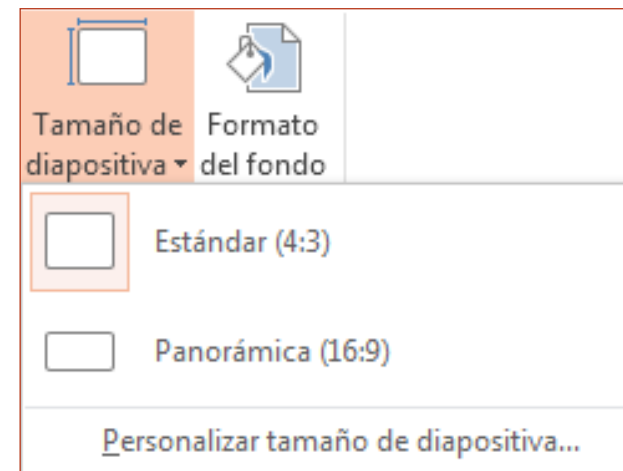 Tamaño de
diapositiva
Formato
del fondo
Estándar (4:3)
Panorámica (16:9)
Personalizar tamaño de diapositiva...